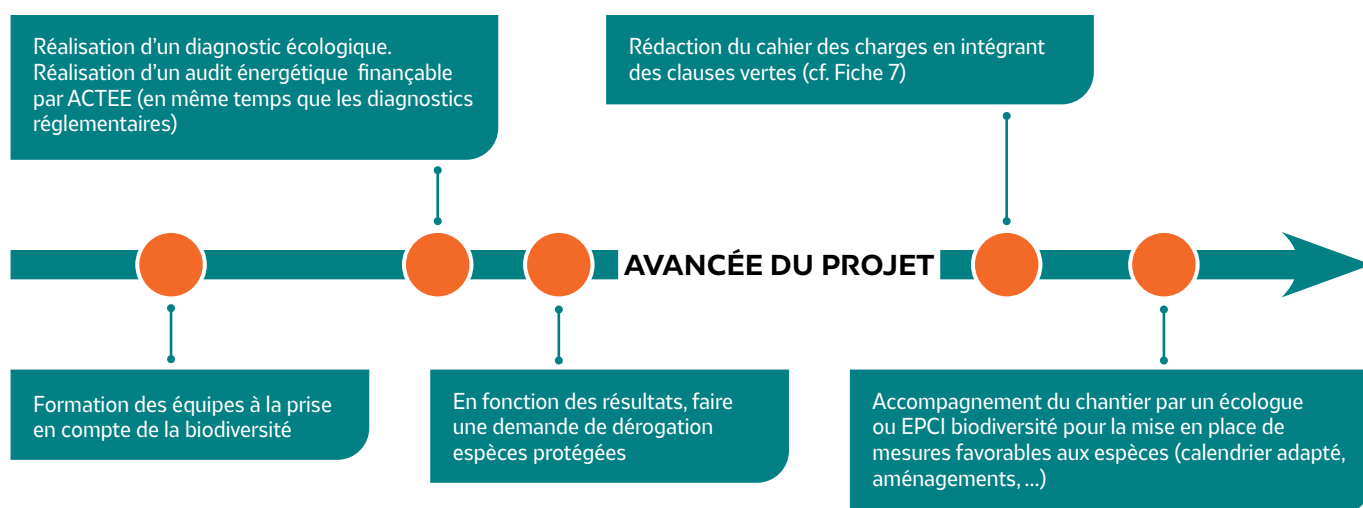 Réalisation d'un diagnostic écologique.
Réalisation d'un audit énergétique finançable
par ACTEE (en même temps que les diagnostics
réglementaires)
Rédaction du cahier des charges en intégrant
des clauses vertes (cf. Fiche 7)
AVANCÉE DU PROJET
Formation des équipes à la prise
en compte de la biodiversité
En fonction des résultats, faire
une demande de dérogation
espèces protégées
Accompagnement du chantier par un écologue
ou EPCI biodiversité pour la mise en place de
mesures favorables aux espèces (calendrier adapté,
aménagements, ...)